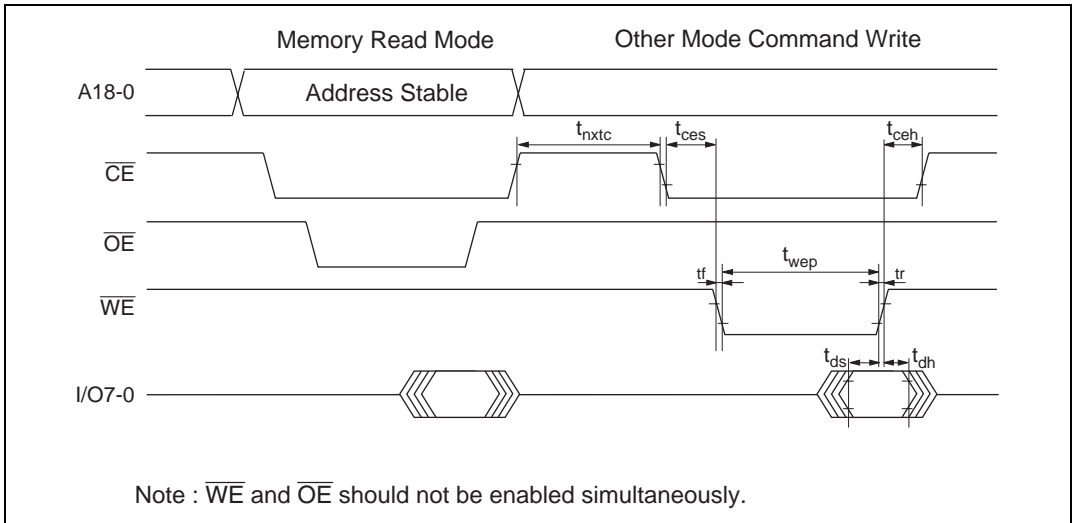 Memory Read Mode Other Mode Command Write
A18-0 Address Stable
tnxtc tces tceh
CE
OE
twep
tf tr
WE
tds tdh
I/O7-0
Note : WE and OE should not be enabled simultaneously.